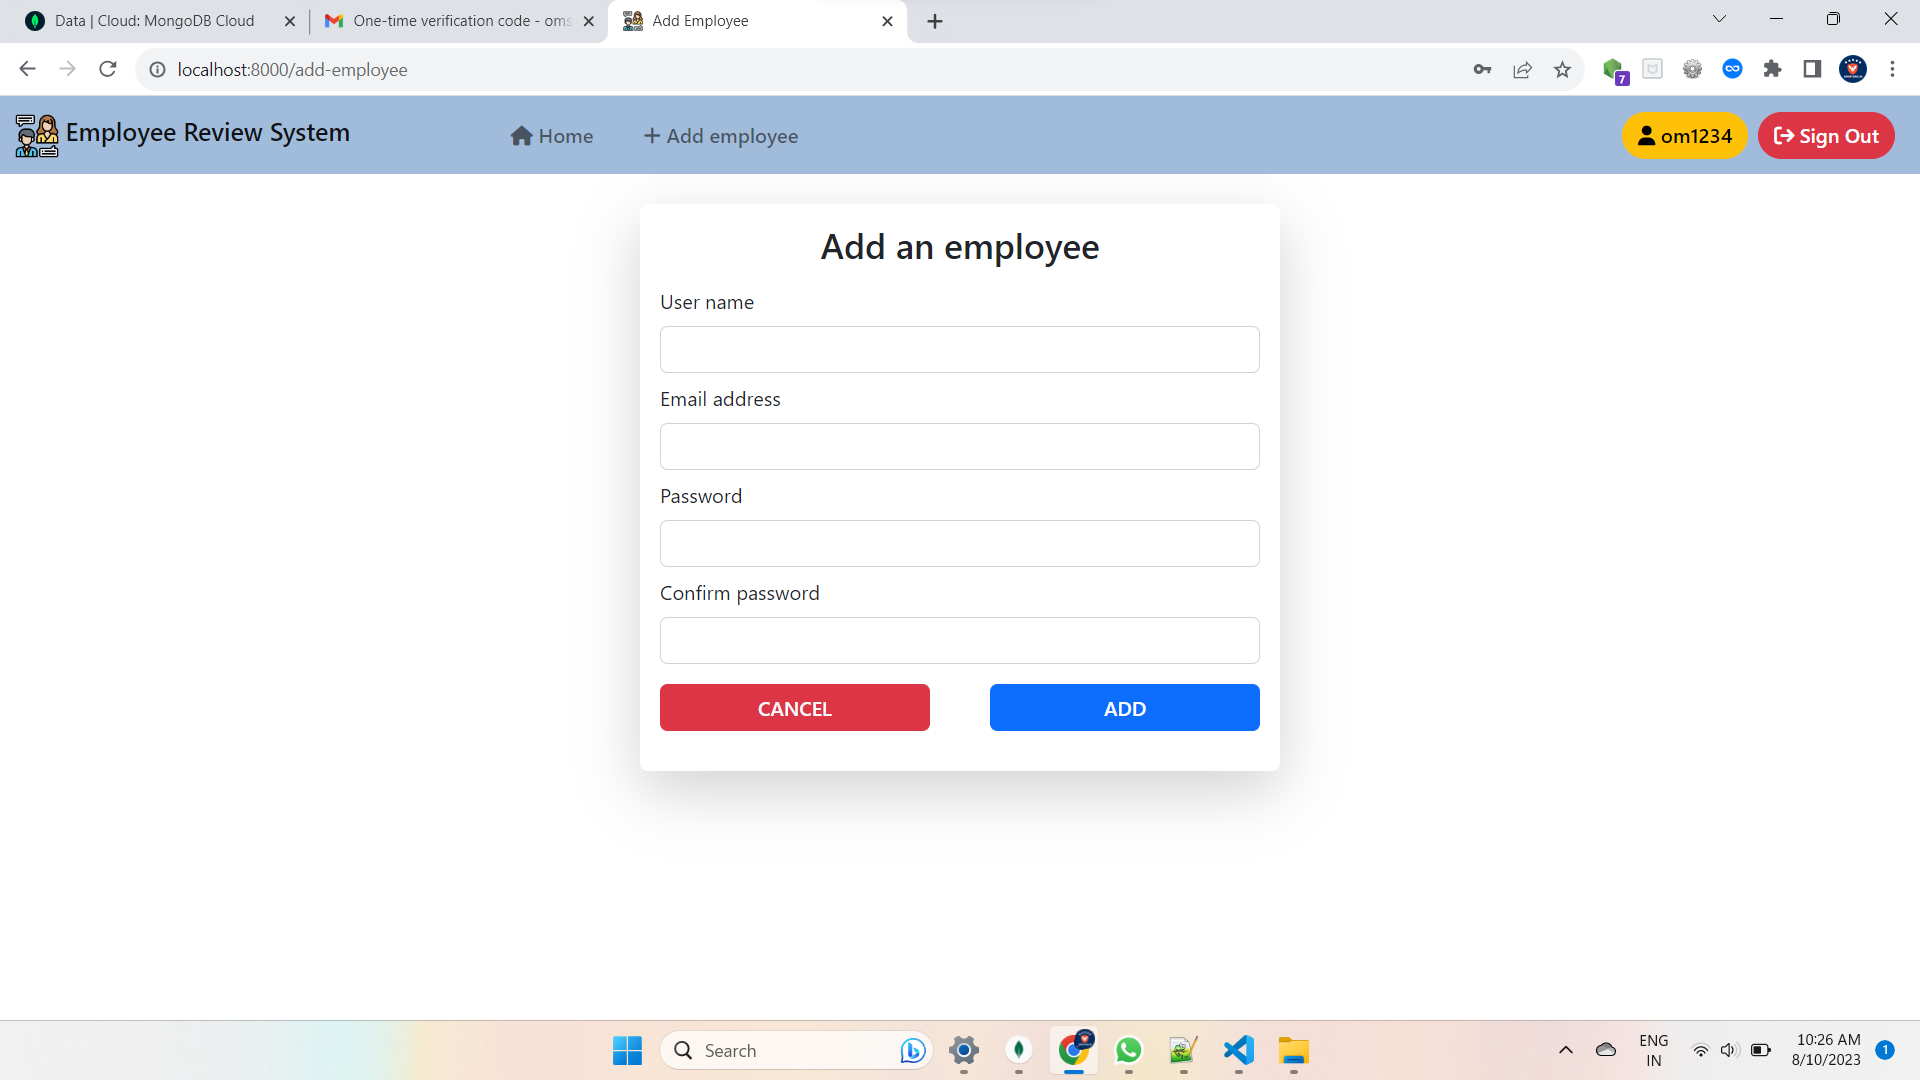 Data | Cloud: MongoDB Cloud
One-time verification code - oms
Add Employee
localhost:8000/add-employee
7
Employee Review System
Home
Add employee
om1234
Sign Out
Add an employee
User name
Email address
Password
Confirm password
CANCEL
ADD
Search
ENG
IN
10:26 AM
8/10/2023
1